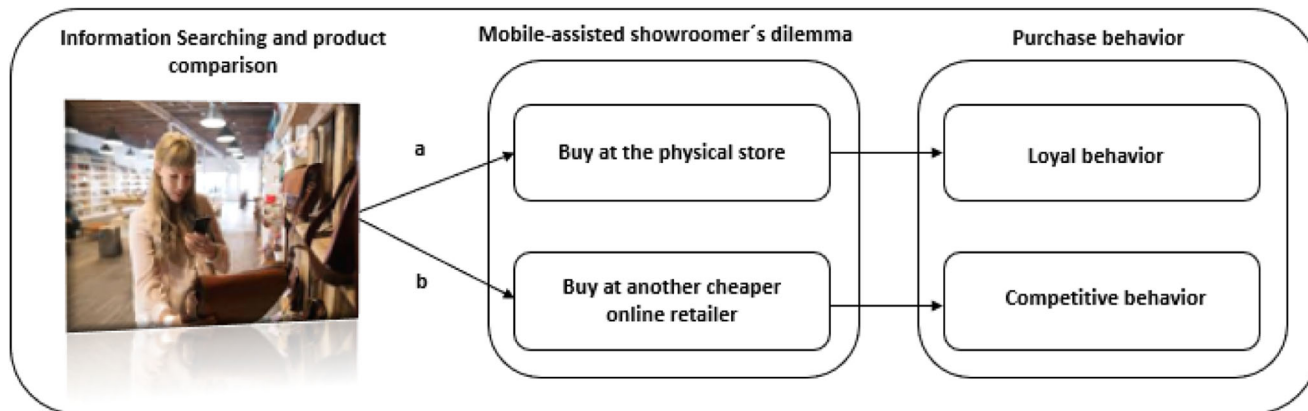 Information Searching and product
comparison
Mobile-assisted showroomer´s dilemma
Purchase behavior
a
Buy at the physical store
Loyal behavior
b
Buy at another cheaper
online retailer
Competitive behavior